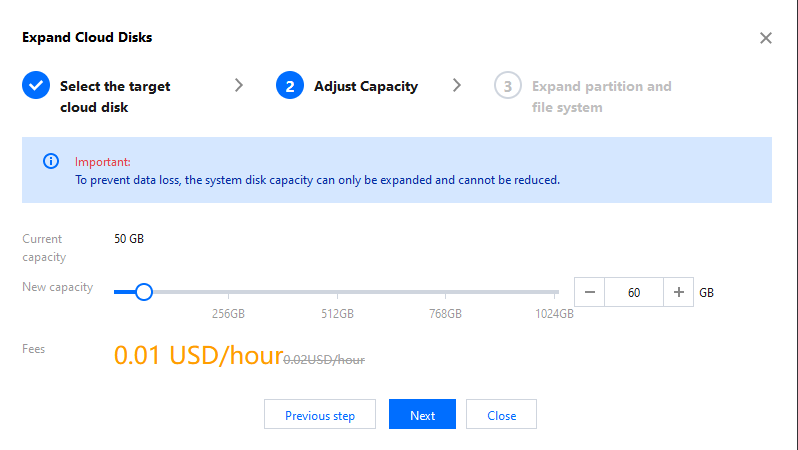 Expand Cloud Disks
Select the target
cloud disk
2 Adjust Capacity
3 Expand partition and
file system
Important:
To prevent data loss, the system disk capacity can only be expanded and cannot be reduced.
Current
capacity
50 GB
New capacity
60 GB
256GB 512GB 768GB 1024GB
Fees
0.01 USD/hour 0.02USD/hour
Previous step Next Close